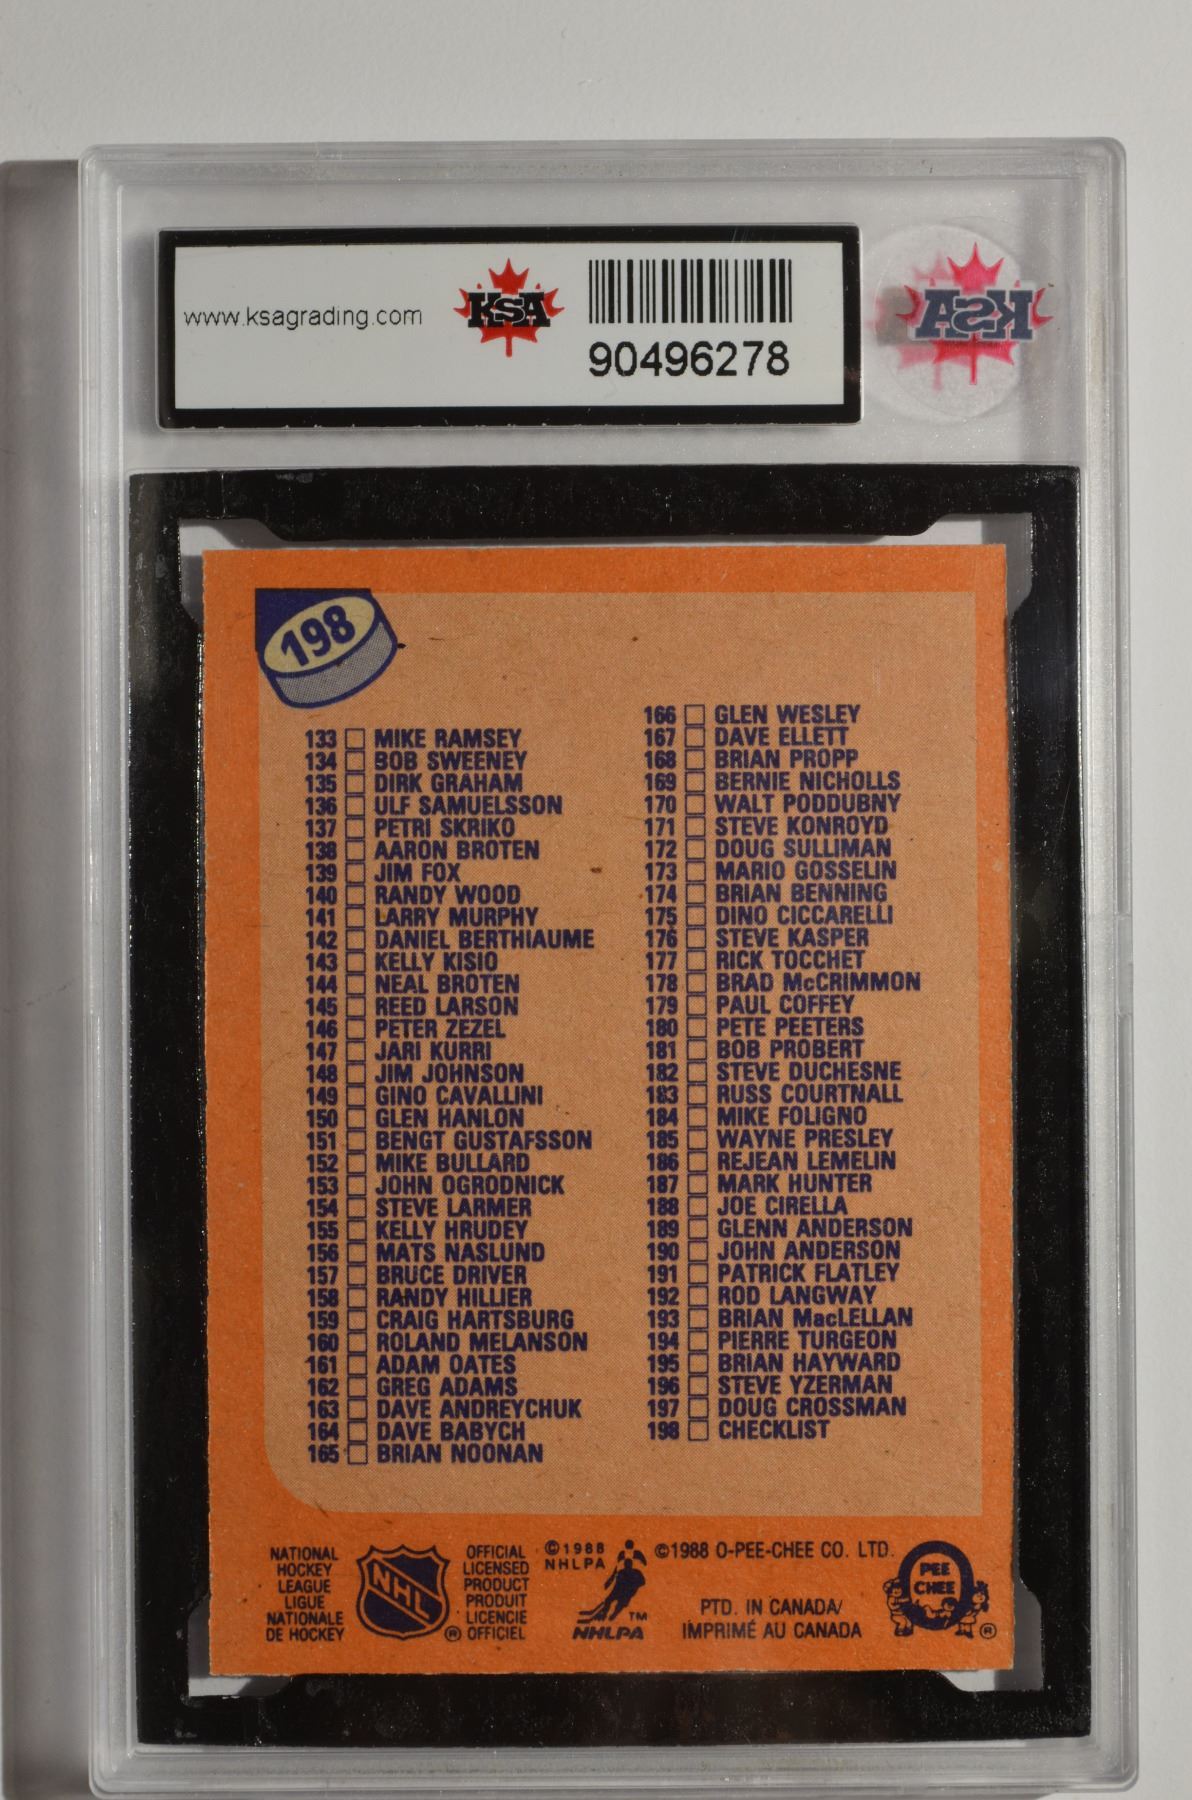 www.ksagrading.com
KSA
90496278
KSA
198
133 MIKE RAMSEY
134 BOB SWEENEY
135 DIRK GRAHAM
136 ULF SAMUELSSON
137 PETRI SKRIKO
138 AARON BROTEN
139 JIM FOX
140 RANDY WOOD
141 LARRY MURPHY
142 DANIEL BERTHIAUME
143 KELLY KISIO
144 NEAL BROTEN
145 REED LARSON
146 PETER ZEZEL
147 JARI KURRI
148 JIM JOHNSON
149 GINO CAVALLINI
150 GLEN HANLON
151 BENGT GUSTAFSSON
152 MIKE BULLARD
153 JOHN OGRODNICK
154 STEVE LARMER
155 KELLY HRUDEY
156 MATS NASLUND
157 BRUCE DRIVER
158 RANDY HILLIER
159 CRAIG HARTSBURG
160 ROLAND MELANSON
161 ADAM OATES
162 GREG ADAMS
163 DAVE ANDREYCHUK
164 DAVE BABYCH
165 BRIAN NOONAN
166 GLEN WESLEY
167 DAVE ELLETT
168 BRIAN PROPP
169 BERNIE NICHOLLS
170 WALT PODDUBNY
171 STEVE KONROYD
172 DOUG SULLIMAN
173 MARIO GOSSELIN
174 BRIAN BENNING
175 DINO CICCARELLI
176 STEVE KASPER
177 RICK TOCCHET
178 BRAD McCRIMMON
179 PAUL COFFEY
180 PETE PEETERS
181 BOB PROBERT
182 STEVE DUCHESNE
183 RUSS COURTNALL
184 MIKE FOLIGNO
185 WAYNE PRESLEY
186 REJEAN LEMELIN
187 MARK HUNTER
188 JOE CIRELLA
189 GLENN ANDERSON
190 JOHN ANDERSON
191 PATRICK FLATLEY
192 ROD LANGWAY
193 BRIAN MacLELLAN
194 PIERRE TURGEON
195 BRIAN HAYWARD
196 STEVE YZERMAN
197 DOUG CROSSMAN
198 CHECKLIST
NATIONAL
HOCKEY
LEAGUE
LIGUE
NATIONALE
DE HOCKEY
NHL
®
OFFICIAL
LICENSED
PRODUCT
PRODUIT
LICENCIE
OFFICIEL
©1988
NHLPA
™
NHLPA
©1988 O-PEE-CHEE CO. LTD.
PTD. IN CANADA/
IMPRIMÉ AU CANADA
O
PEE
CHEE
®